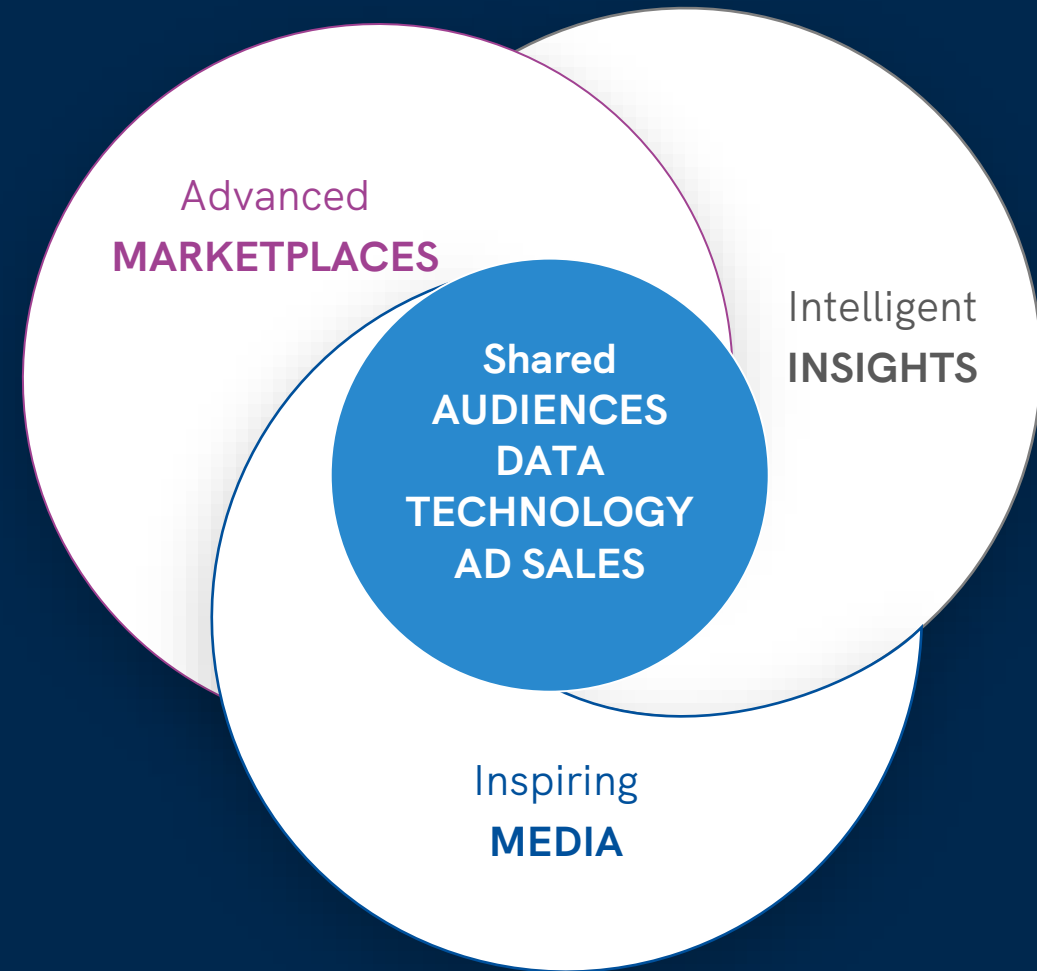 Advanced
MARKETPLACES
Intelligent
INSIGHTS
Shared
AUDIENCES
DATA
TECHNOLOGY
AD SALES
Inspiring
MEDIA